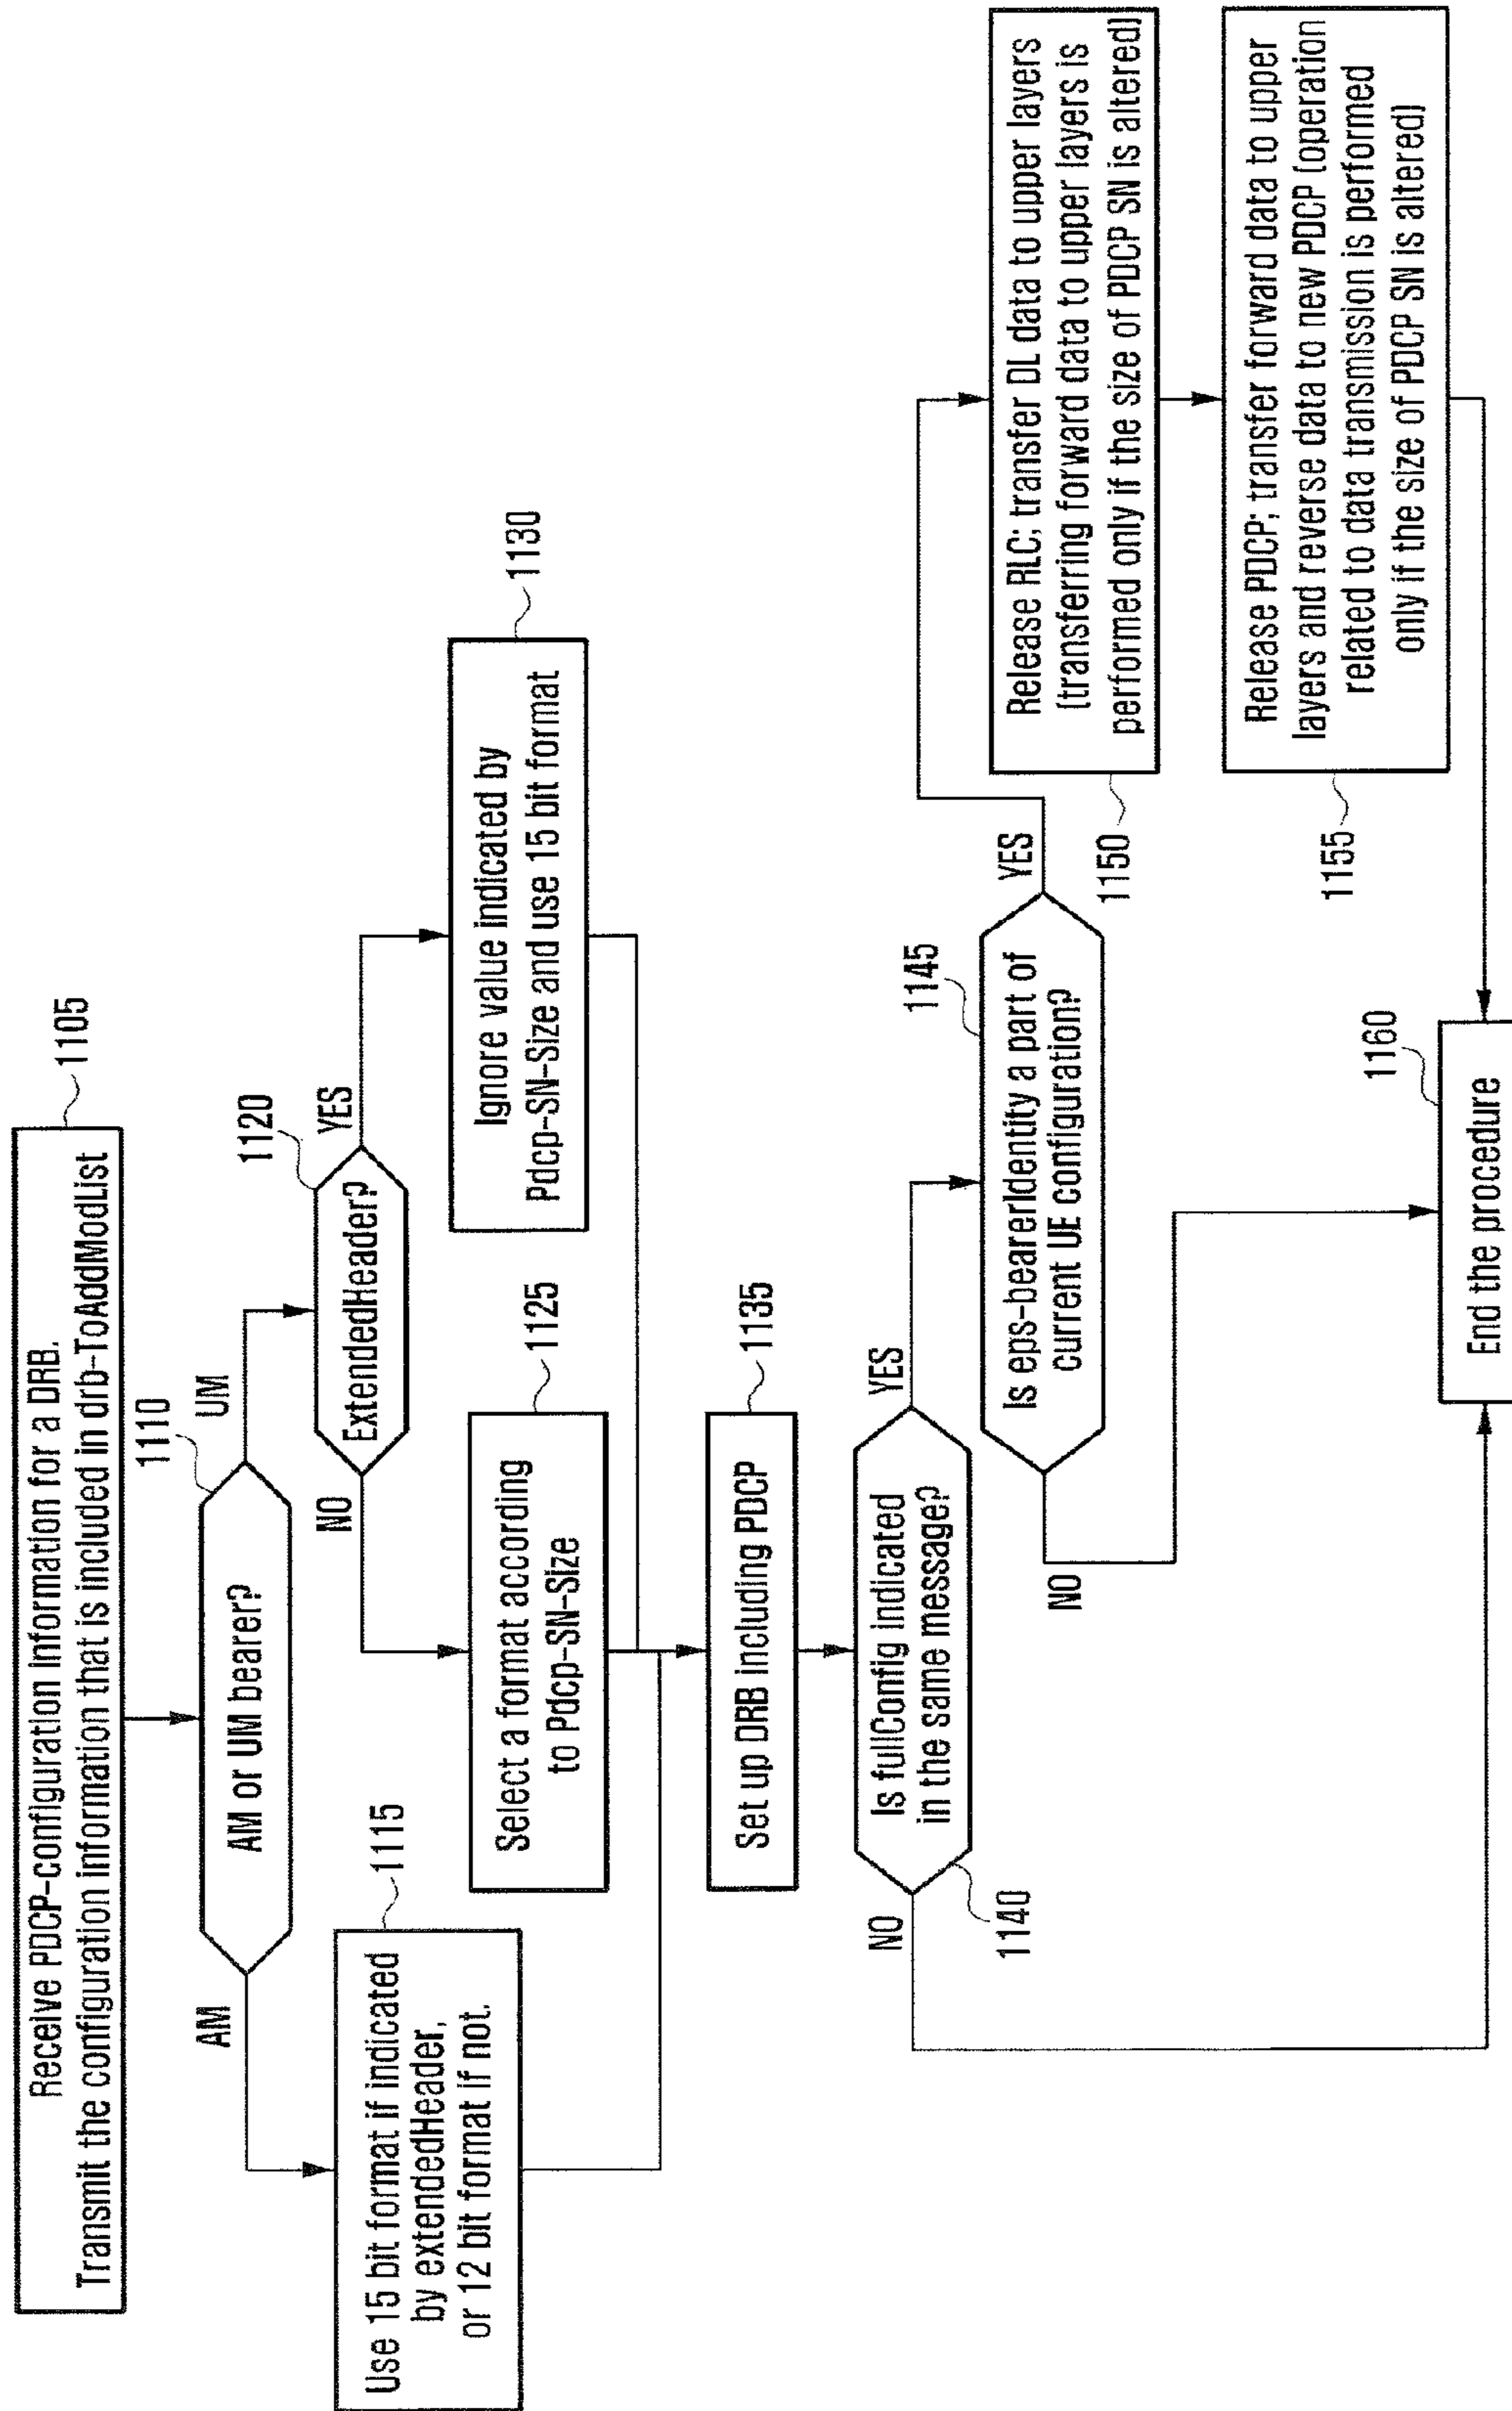 Receive PDCP-configuration information for a DRB.
Transmit the configuration information that is included in drb-ToAddModList
1105
1110
AM or UM bearer?
AM
UM
1115
Use 15 bit format if indicated
by extendedHeader,
or 12 bit format if not.
1120
ExtendedHeader?
NO
YES
1125
Select a format according
to Pdcp-SN-Size
1130
Ignore value indicated by
Pdcp-SN-Size and use 15 bit format
1135
Set up DRB including PDCP
1140
Is fullConfig indicated
in the same message?
NO
YES
1145
Is eps-bearerIdentity a part of
current UE configuration?
NO
YES
1150
Release RLC; transfer DL data to upper layers
(transferring forward data to upper layers is
performed only if the size of PDCP SN is altered)
1155
Release PDCP; transfer forward data to upper
layers and reverse data to new PDCP (operation
related to data transmission is performed
only if the size of PDCP SN is altered)
1160
End the procedure